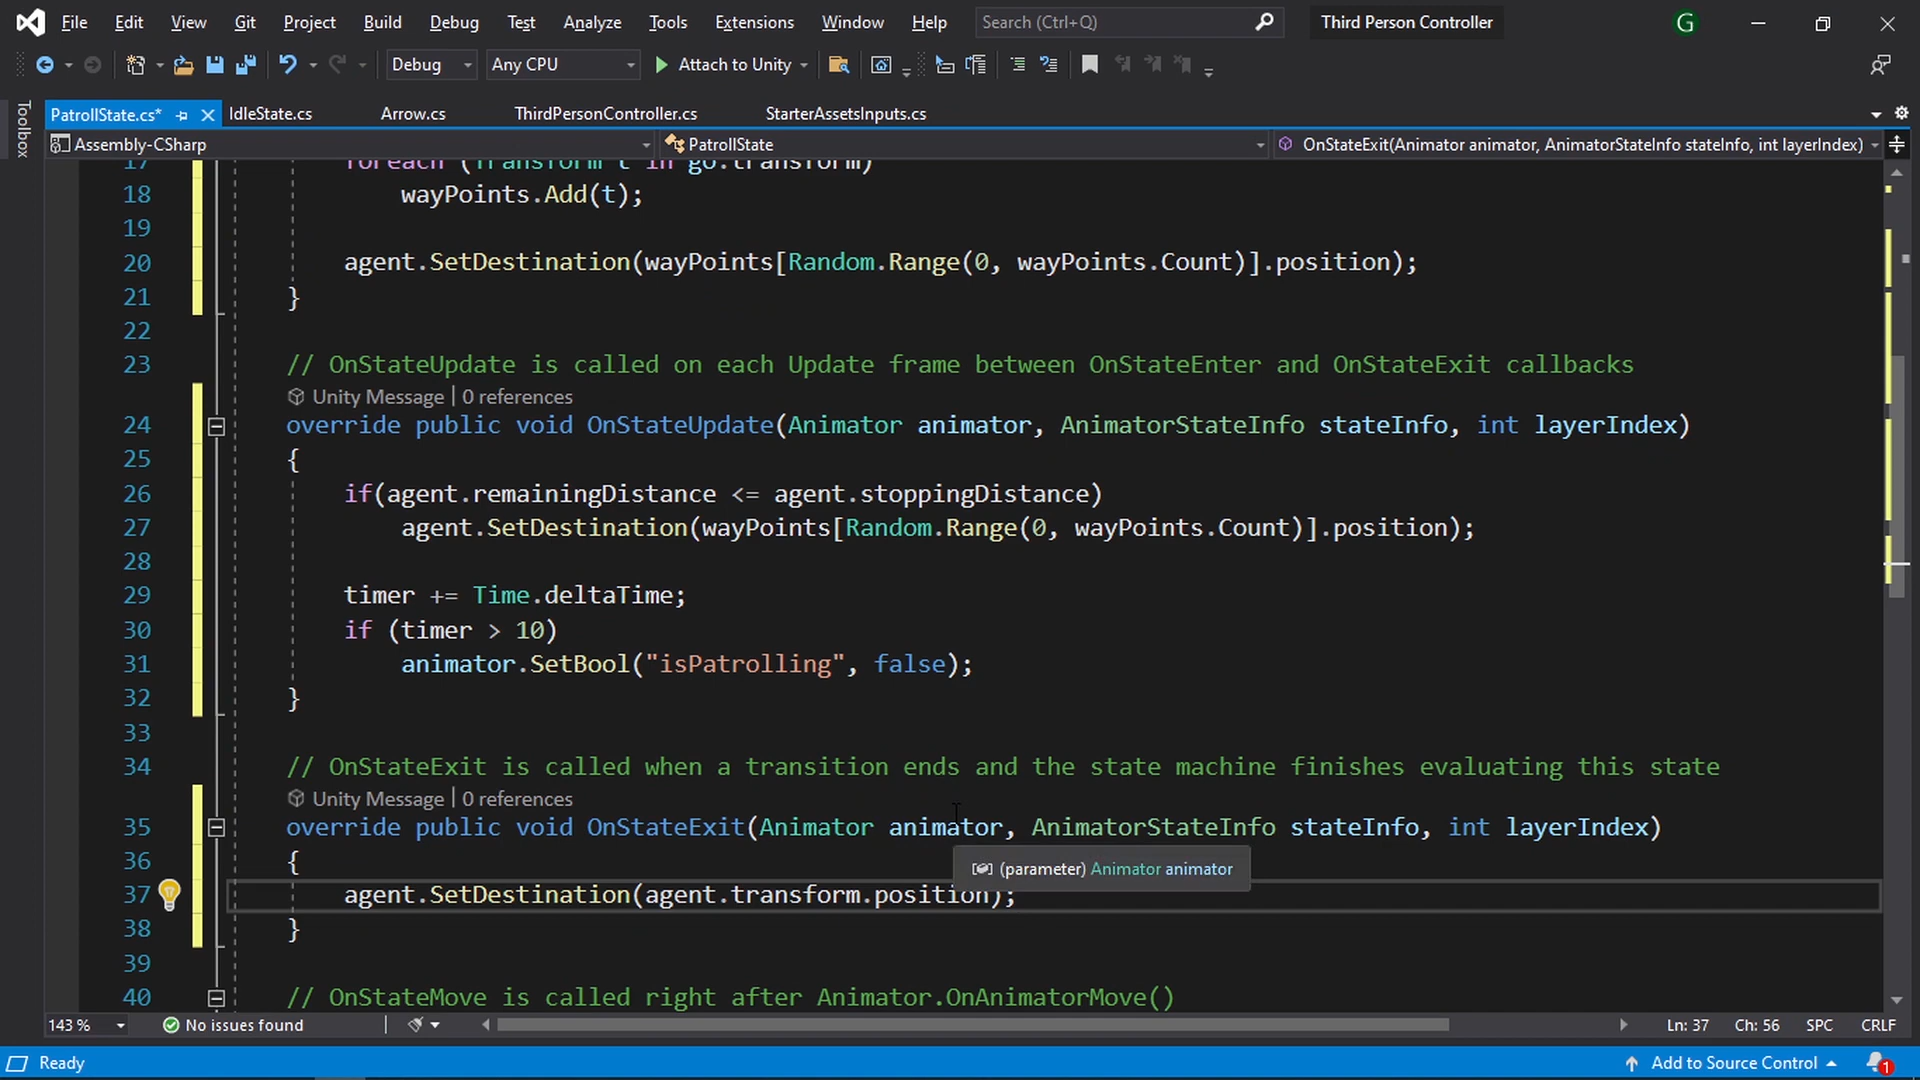 File Edit View Git Project Build Debug Test Analyze Tools Extensions Window Help Search (Ctrl+Q) Third Person Controller G
Debug Any CPU Attach to Unity
Toolbox
PatrollState.cs* IdleState.cs Arrow.cs ThirdPersonController.cs StarterAssetsInputs.cs
Assembly-CSharp PatrollState OnStateExit(Animator animator, AnimatorStateInfo stateInfo, int layerIndex)
17 foreach (Transform t in go.transform)
18 wayPoints.Add(t);
19
20 agent.SetDestination(wayPoints[Random.Range(0, wayPoints.Count)].position);
21 }
22
23 // OnStateUpdate is called on each Update frame between OnStateEnter and OnStateExit callbacks
Unity Message | 0 references
24 override public void OnStateUpdate(Animator animator, AnimatorStateInfo stateInfo, int layerIndex)
25 {
26 if(agent.remainingDistance <= agent.stoppingDistance)
27 agent.SetDestination(wayPoints[Random.Range(0, wayPoints.Count)].position);
28
29 timer += Time.deltaTime;
30 if (timer > 10)
31 animator.SetBool("isPatrolling", false);
32 }
33
34 // OnStateExit is called when a transition ends and the state machine finishes evaluating this state
Unity Message | 0 references
35 override public void OnStateExit(Animator animator, AnimatorStateInfo stateInfo, int layerIndex)
36 {
(parameter) Animator animator
37 agent.SetDestination(agent.transform.position);
38 }
39
40 // OnStateMove is called right after Animator.OnAnimatorMove()
143 % No issues found Ln: 37 Ch: 56 SPC CRLF
Ready Add to Source Control 1